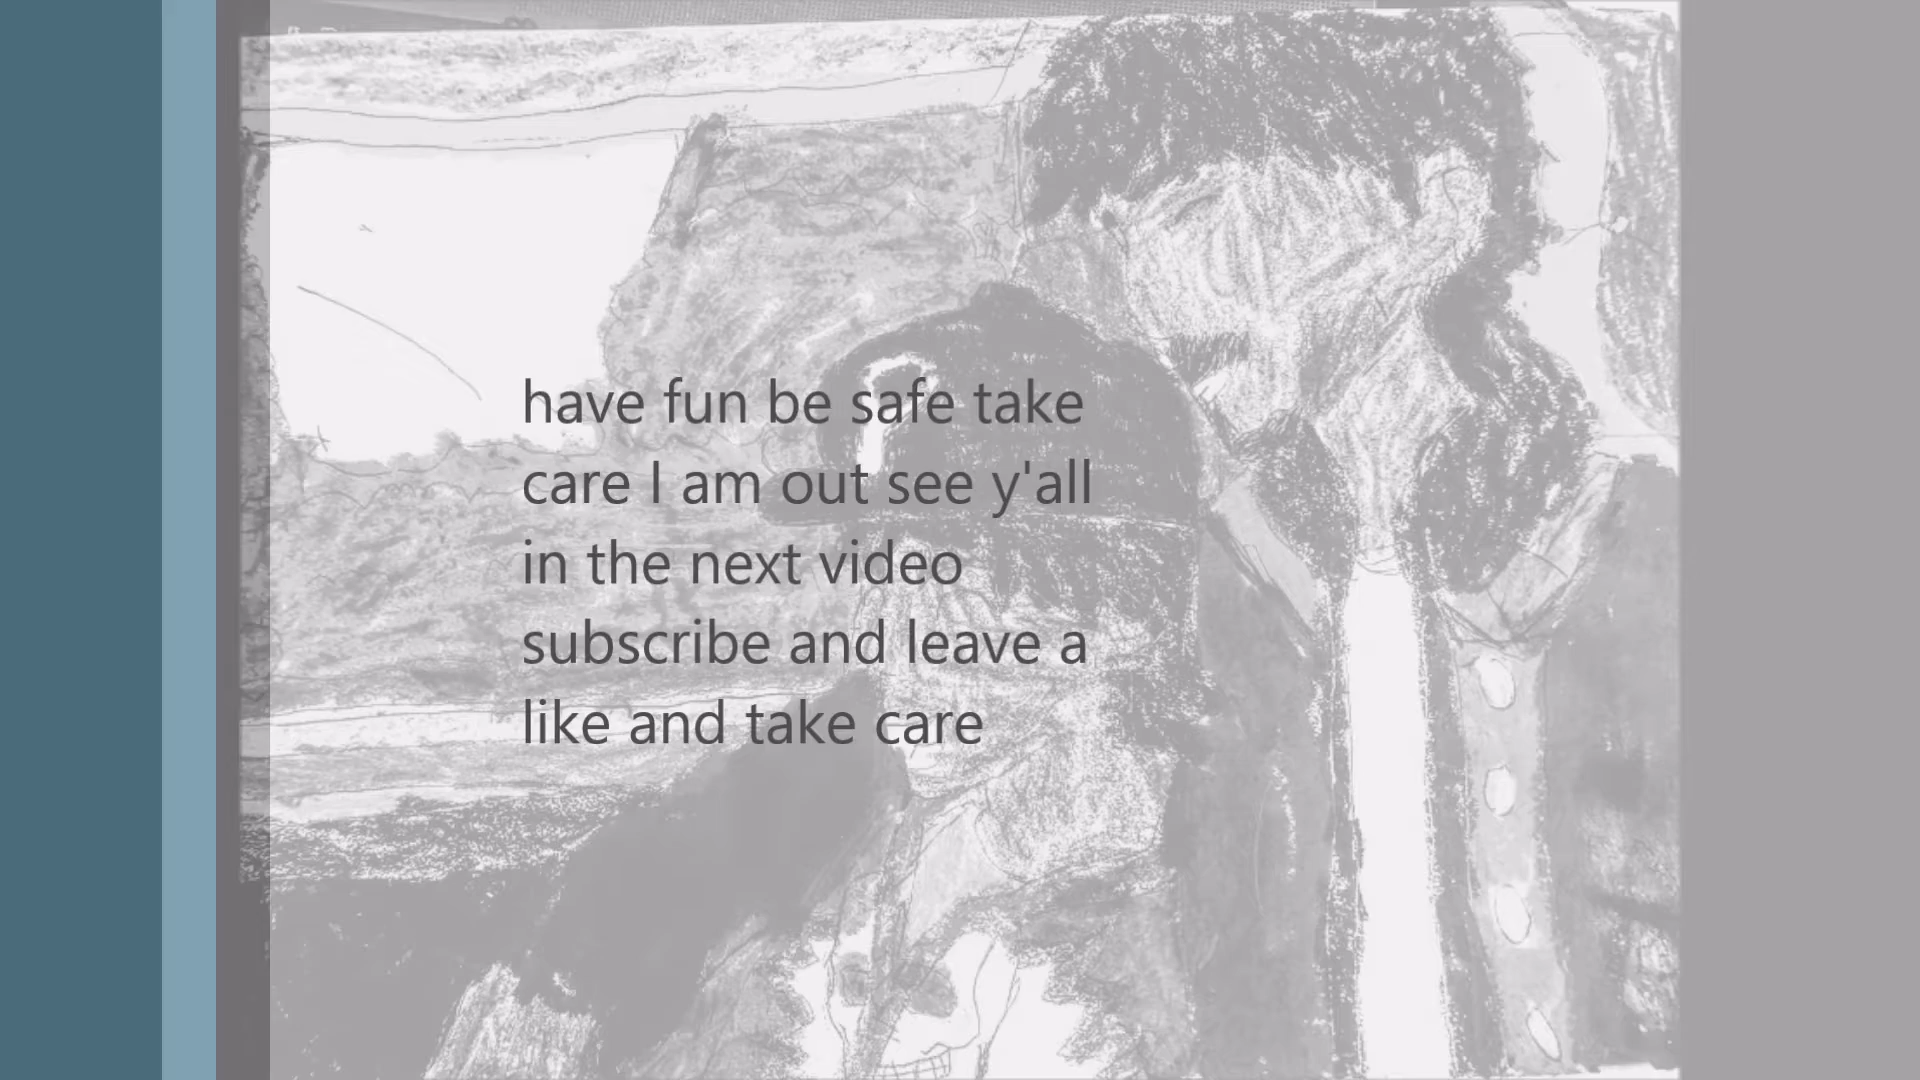 have fun be safe take
care I am out see y'all
in the next video
subscribe and leave a
like and take care